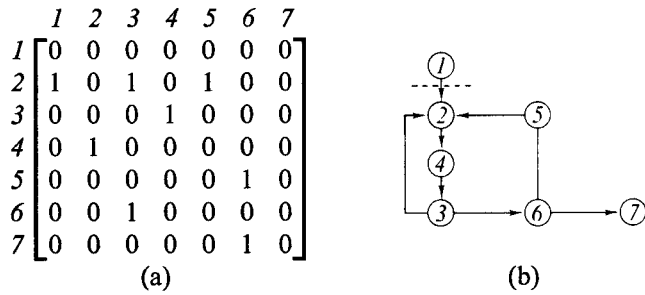 1 2 3 4 5 6 7
1 0 0 0 0 0 0 0
2 1 0 1 0 1 0 0
3 0 0 0 1 0 0 0
4 0 1 0 0 0 0 0
5 0 0 0 0 0 1 0
6 0 0 1 0 0 0 0
7 0 0 0 0 0 1 0
(a)
1
2 5
4
3 6 7
(b)